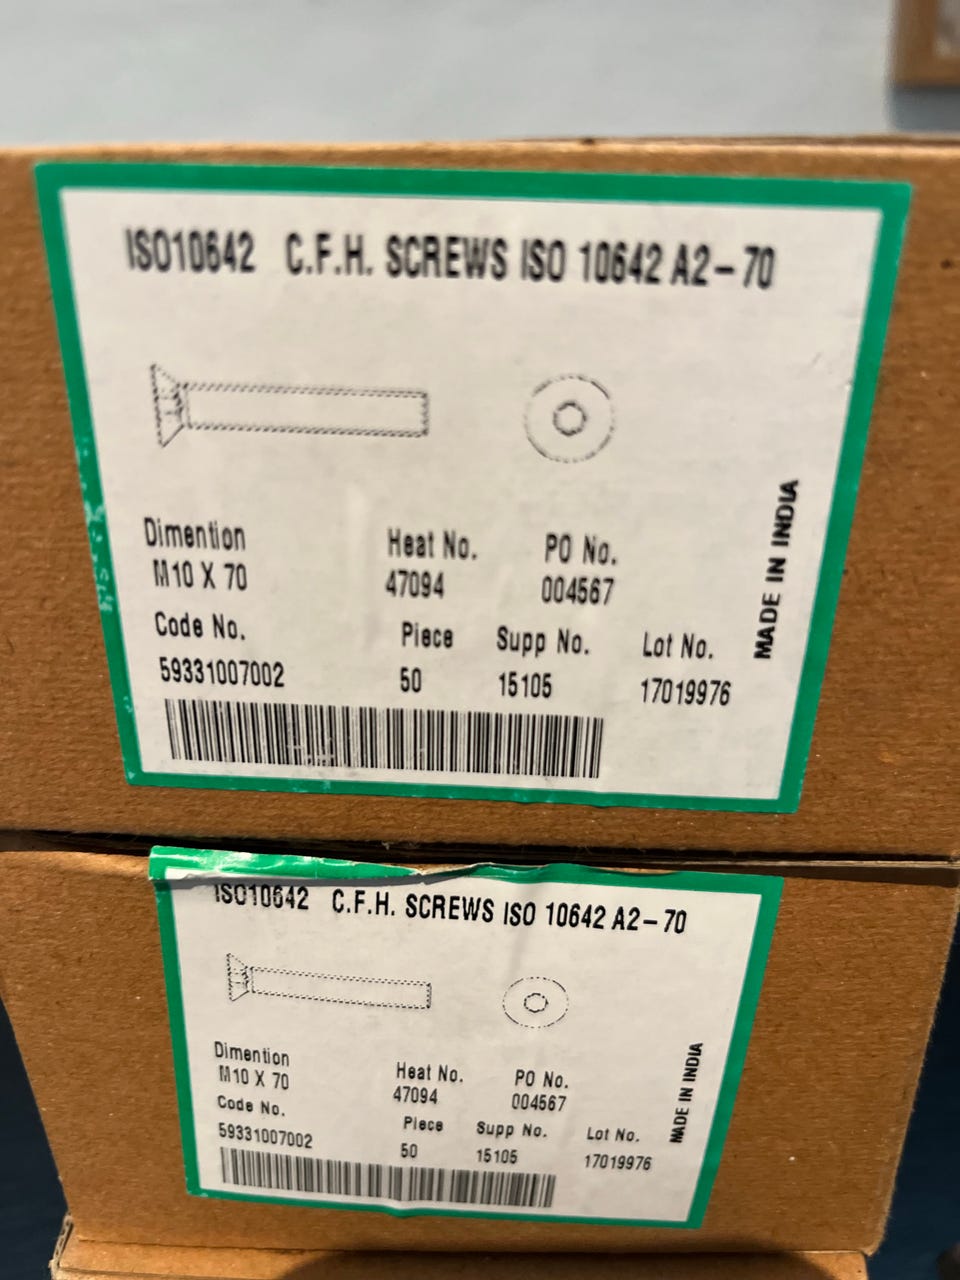 ISO10642 C.F.H. SCREWS ISO 10642 A2-70
Dimention Heat No. PO No.
M10 X 70 47094 004567
Code No. Piece Supp No. Lot No.
59331007002 50 15105 17019976
MADE IN INDIA
ISO10642 C.F.H. SCREWS ISO 10642 A2-70
Dimention Heat No. PO No.
M10 X 70 47094 004567
Code No. Piece Supp No. Lot No.
59331007002 50 15105 17019976
MADE IN INDIA